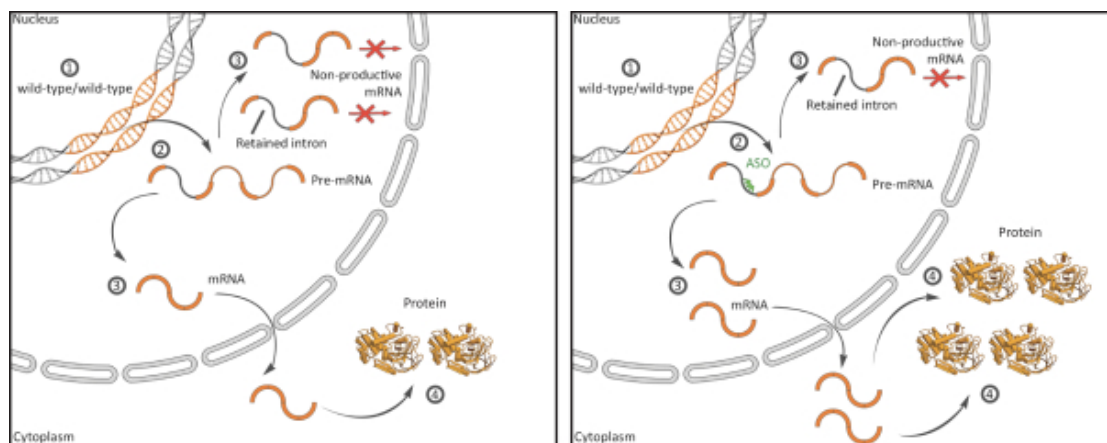 Nucleus
①
wild-type/wild-type
③
Non-productive
mRNA
Retained intron
②
Pre-mRNA
③
mRNA
Protein
④
Cytoplasm
Nucleus
①
wild-type/wild-type
③
Non-productive
mRNA
Retained intron
②
ASO
Pre-mRNA
Protein
④
③
mRNA
④
Cytoplasm